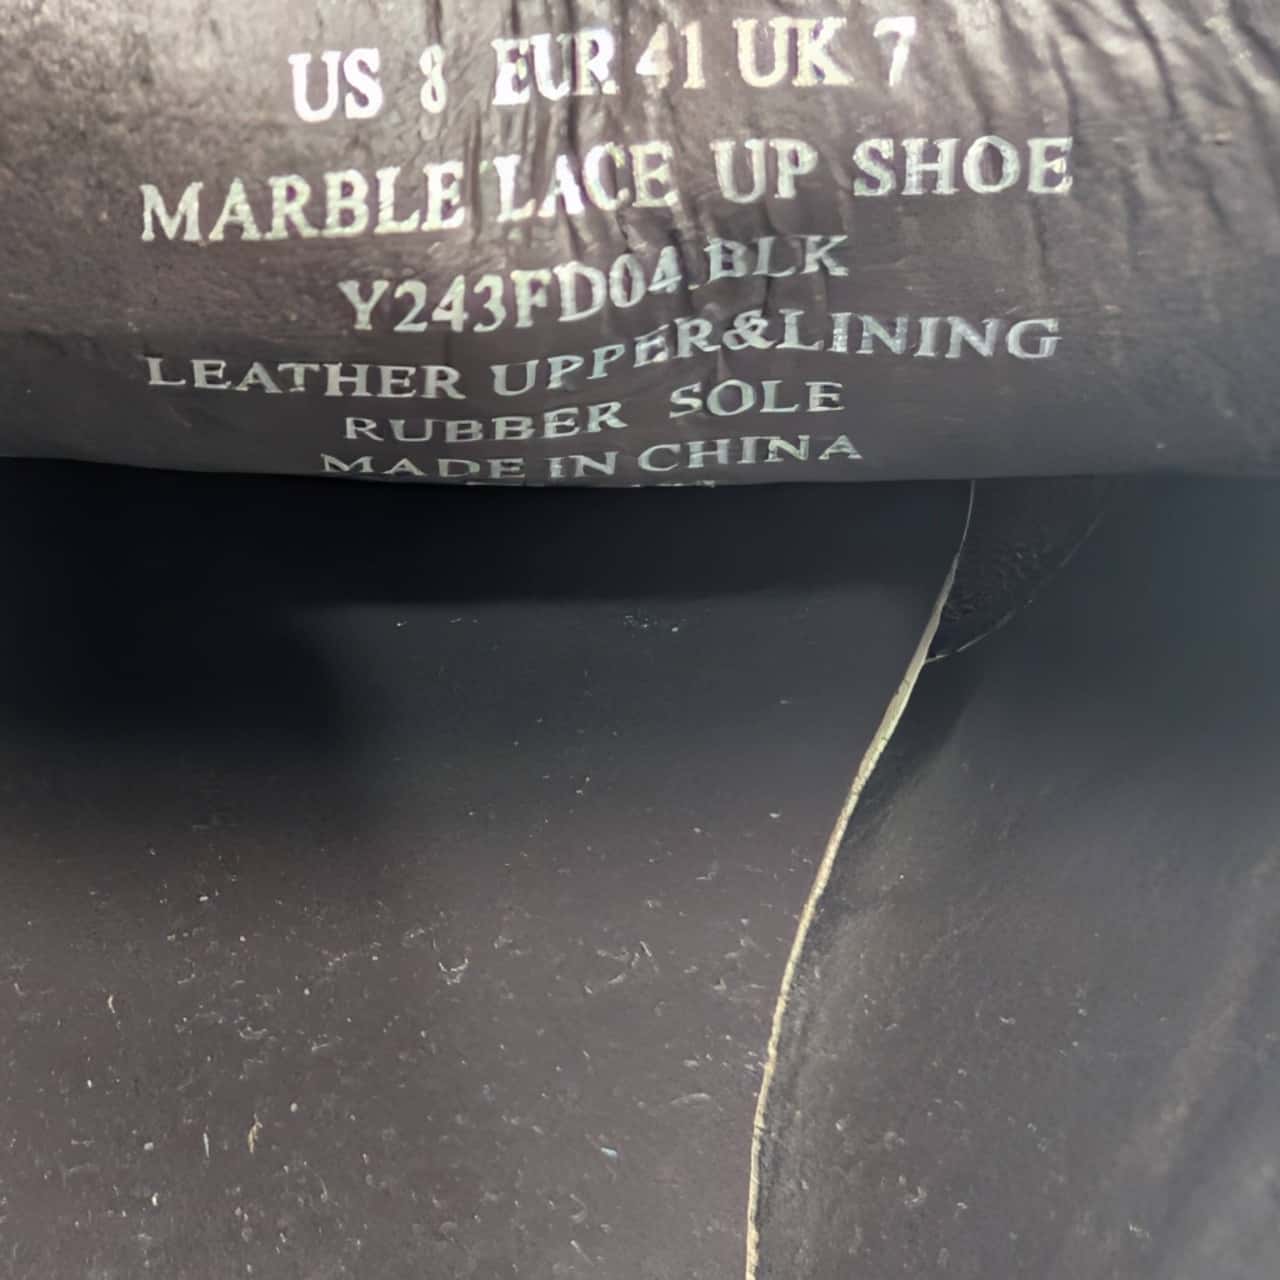 US 8 EUR 41 UK 7
MARBLE LACE UP SHOE
Y243FD04.BLK
LEATHER UPPER&LINING
RUBBER SOLE
MADE IN CHINA